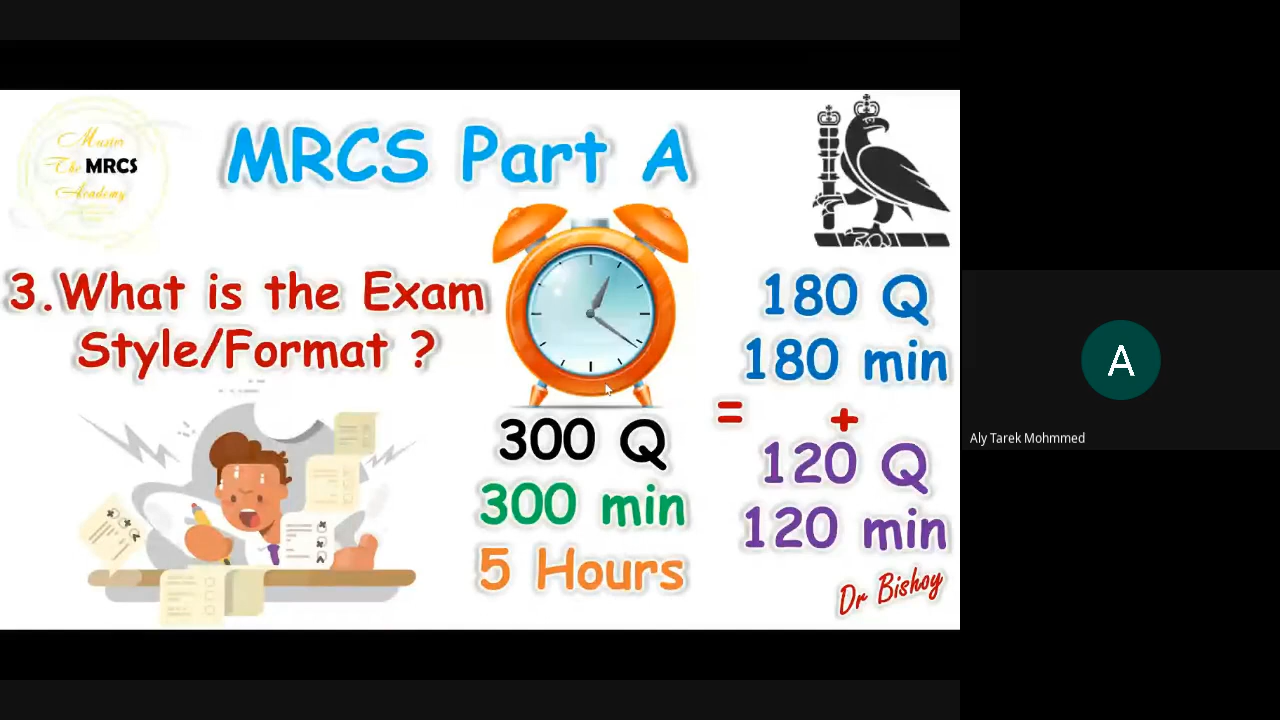 Master
The MRCS
Academy
MRCS Part A
3.What is the Exam
Style/Format ?
300 Q
300 min
5 Hours
=
180 Q
180 min
+
120 Q
120 min
Dr Bishoy
A
Aly Tarek Mohmmed